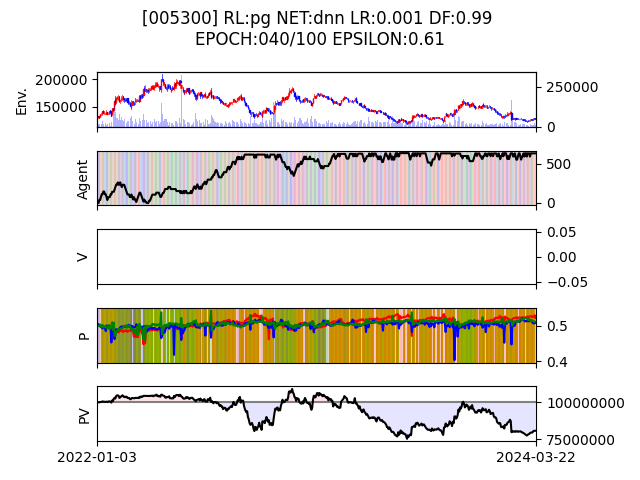 [005300] RL:pg NET:dnn LR:0.001 DF:0.99
EPOCH:040/100 EPSILON:0.61
Env.
200000
150000
250000
0
Agent
500
0
V
0.05
0.00
−0.05
P
0.5
0.4
PV
100000000
75000000
2022-01-03
2024-03-22